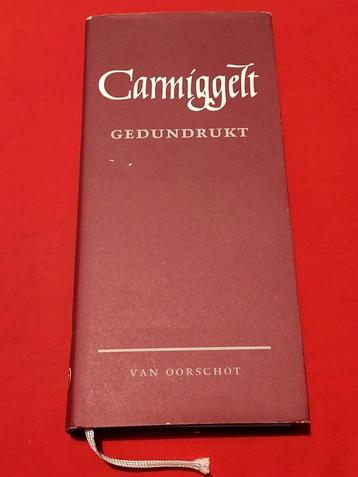 Carmiggelt
GEDUNDRUKT
VAN OORSCHOT